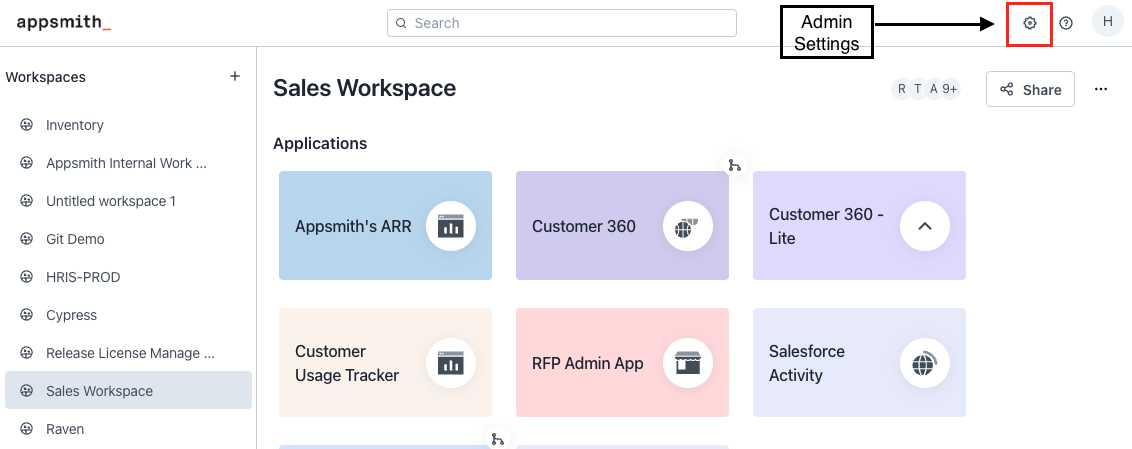 appsmith_
Search
Admin
Settings
H
Workspaces
+
Inventory
Appsmith Internal Work ...
Untitled workspace 1
Git Demo
HRIS-PROD
Cypress
Release License Manage ...
Sales Workspace
Raven
Sales Workspace
R T A 9+
Share
Applications
Appsmith's ARR
Customer 360
Customer 360 -
Lite
Customer
Usage Tracker
RFP Admin App
Salesforce
Activity